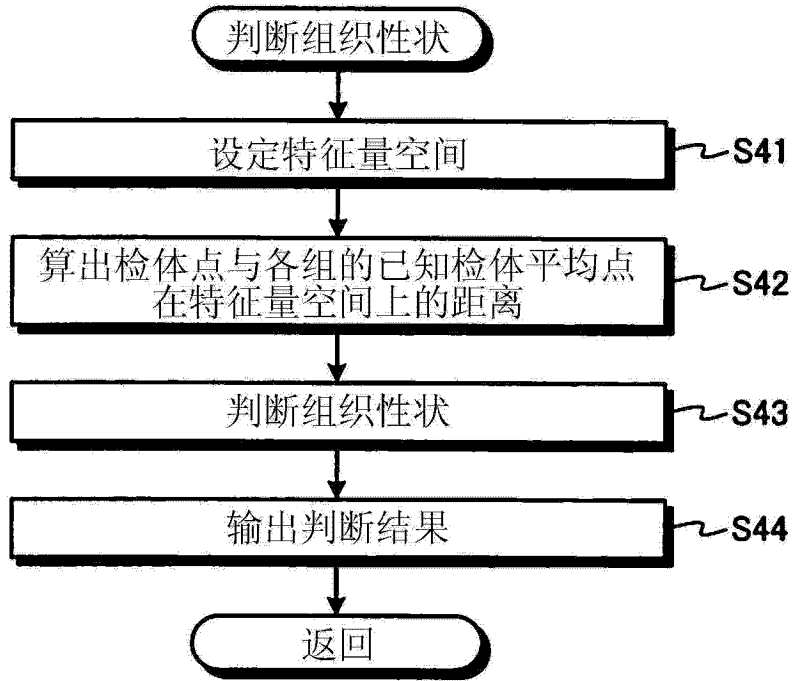 判断组织性状
设定特征量空间
S41
算出检体点与各组的已知检体平均点
在特征量空间上的距离
S42
判断组织性状
S43
输出判断结果
S44
返回